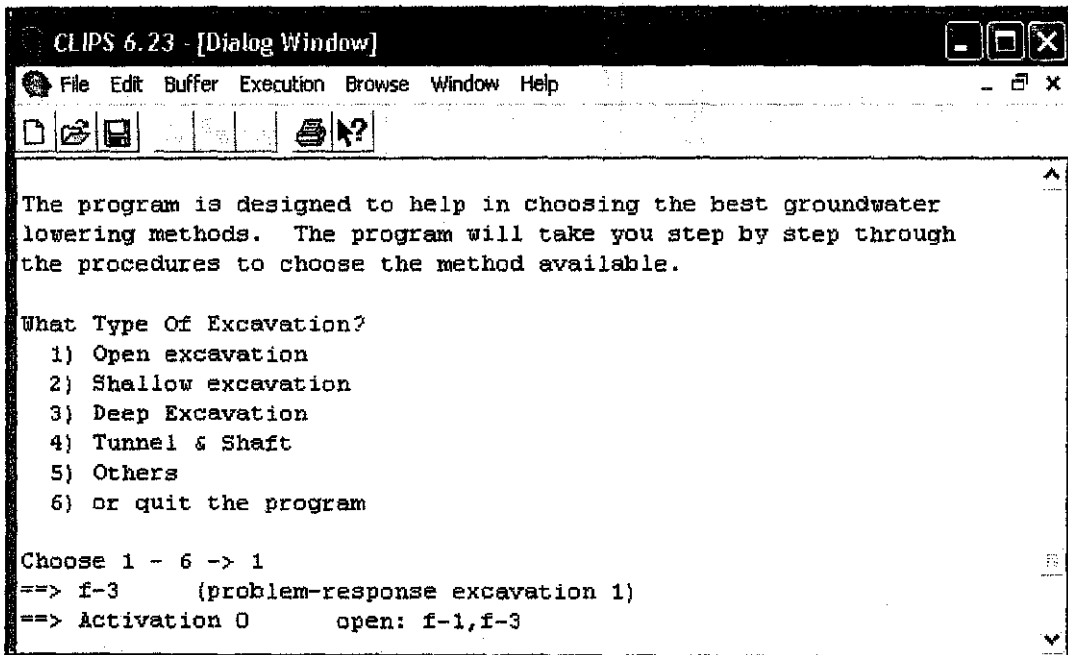 CLIPS 6.23 - [Dialog Window]
File Edit Buffer Execution Browse Window Help
The program is designed to help in choosing the best groundwater
lowering methods. The program will take you step by step through
the procedures to choose the method available.
What Type Of Excavation?
1) Open excavation
2) Shallow excavation
3) Deep Excavation
4) Tunnel & Shaft
5) Others
6) or quit the program
Choose 1 - 6 -> 1
==> f-3 (problem-response excavation 1)
==> Activation 0 open: f-1,f-3